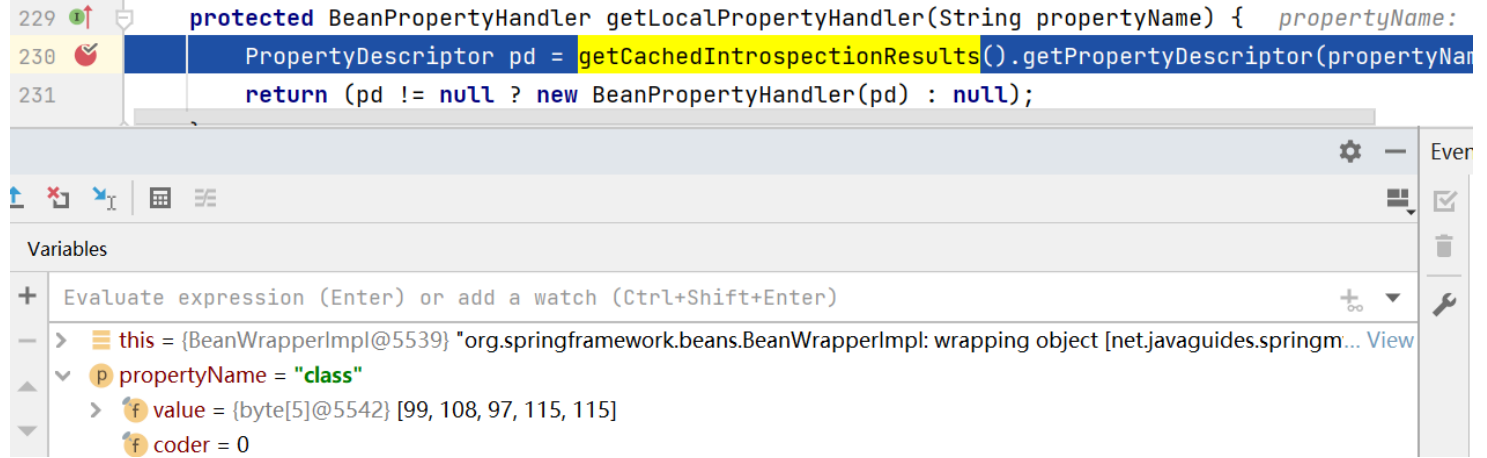 229 protected BeanPropertyHandler getLocalPropertyHandler(String propertyName) { propertyName:
230 PropertyDescriptor pd = getCachedIntrospectionResults().getPropertyDescriptor(propertyNam
231 return (pd != null ? new BeanPropertyHandler(pd) : null);
Even
Variables
Evaluate expression (Enter) or add a watch (Ctrl+Shift+Enter)
this = {BeanWrapperImpl@5539} "org.springframework.beans.BeanWrapperImpl: wrapping object [net.javaguides.springm... View
p propertyName = "class"
f value = {byte[5]@5542} [99, 108, 97, 115, 115]
f coder = 0